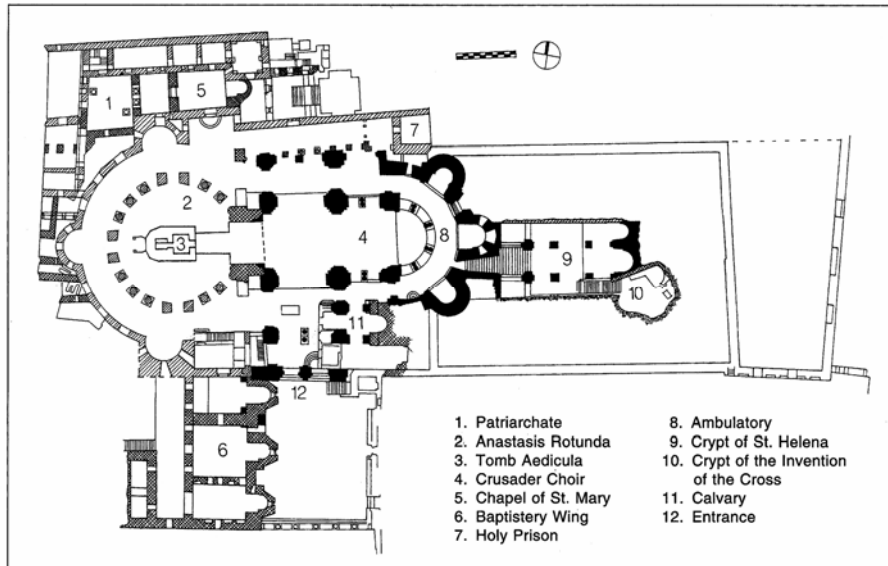 1
5
7
2
3
4
8
9
10
11
12
6
1. Patriarchate
2. Anastasis Rotunda
3. Tomb Aedicula
4. Crusader Choir
5. Chapel of St. Mary
6. Baptistery Wing
7. Holy Prison
8. Ambulatory
9. Crypt of St. Helena
10. Crypt of the Invention
of the Cross
11. Calvary
12. Entrance